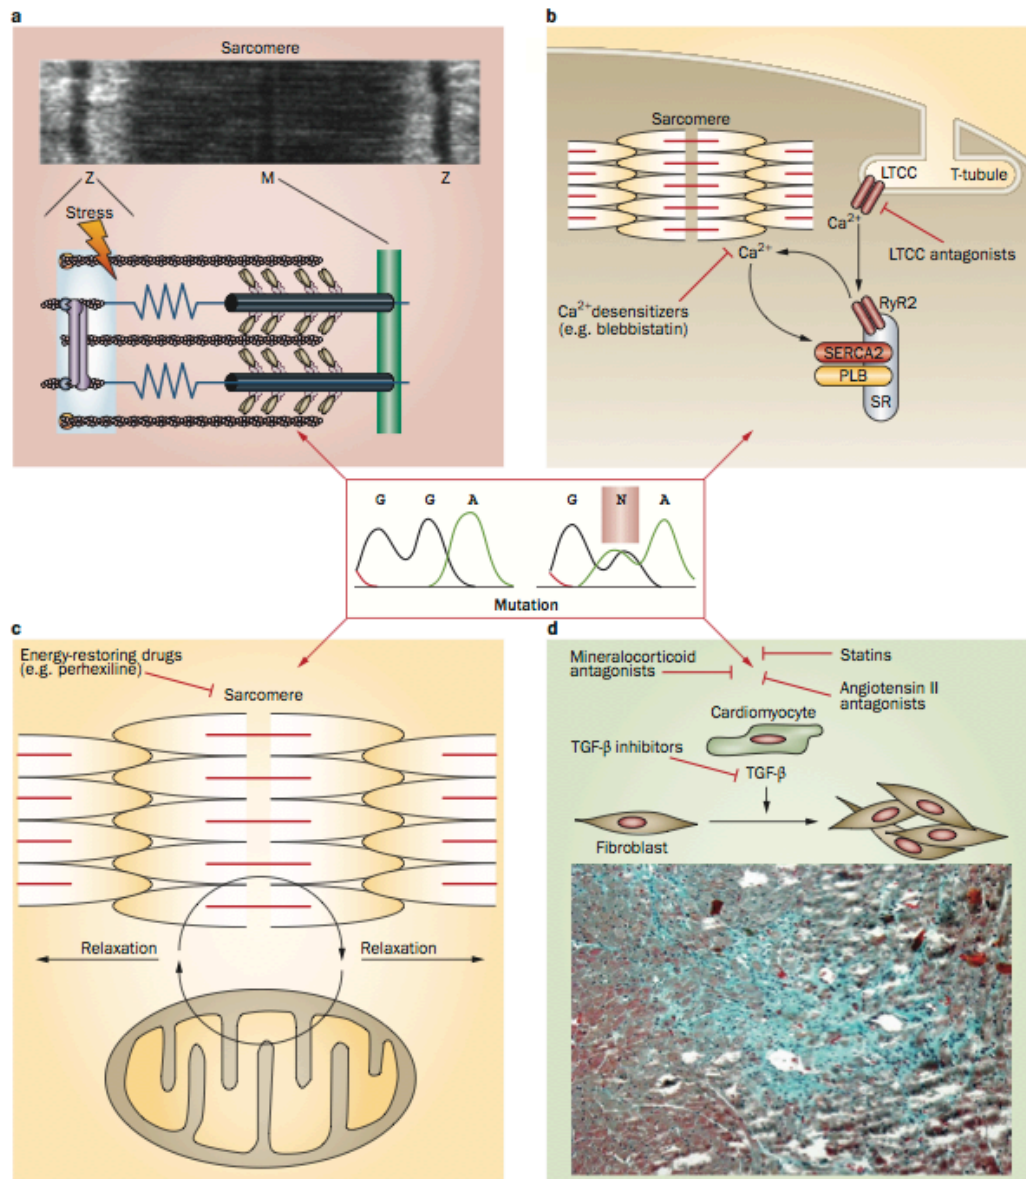 a
Sarcomere
Z
M
Z
Stress
b
Sarcomere
LTCC
T-tubule
Ca2+
LTCC antagonists
Ca2+
Ca2+ desensitizers
(e.g. blebbistatin)
RyR2
SERCA2
PLB
SR
G G A
G N A
Mutation
c
Energy-restoring drugs
(e.g. perhexiline)
Sarcomere
Relaxation
Relaxation
d
Mineralocorticoid
antagonists
Statins
Angiotensin II
antagonists
Cardiomyocyte
TGF-β inhibitors
TGF-β
Fibroblast